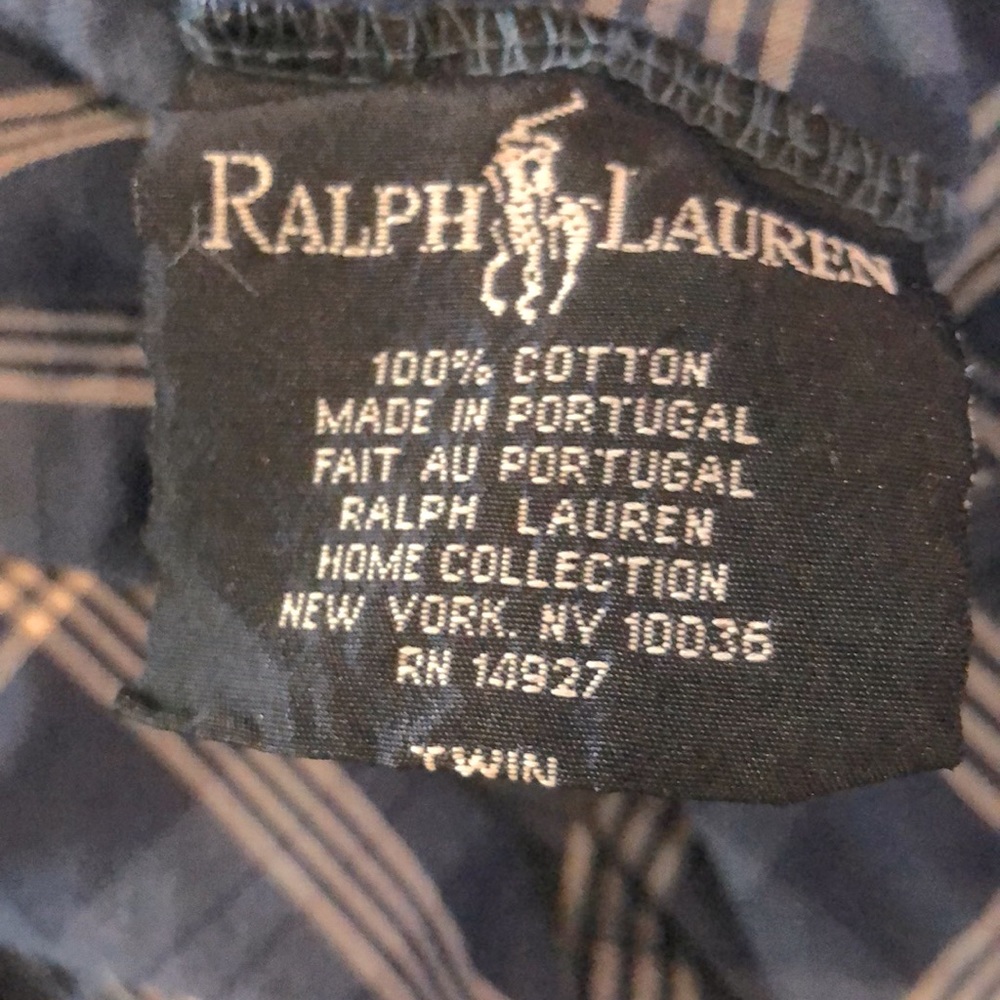 RALPH LAUREN
100% COTTON
MADE IN PORTUGAL
FAIT AU PORTUGAL
RALPH LAUREN
HOME COLLECTION
NEW YORK. NY 10036
RN 14927
TWIN